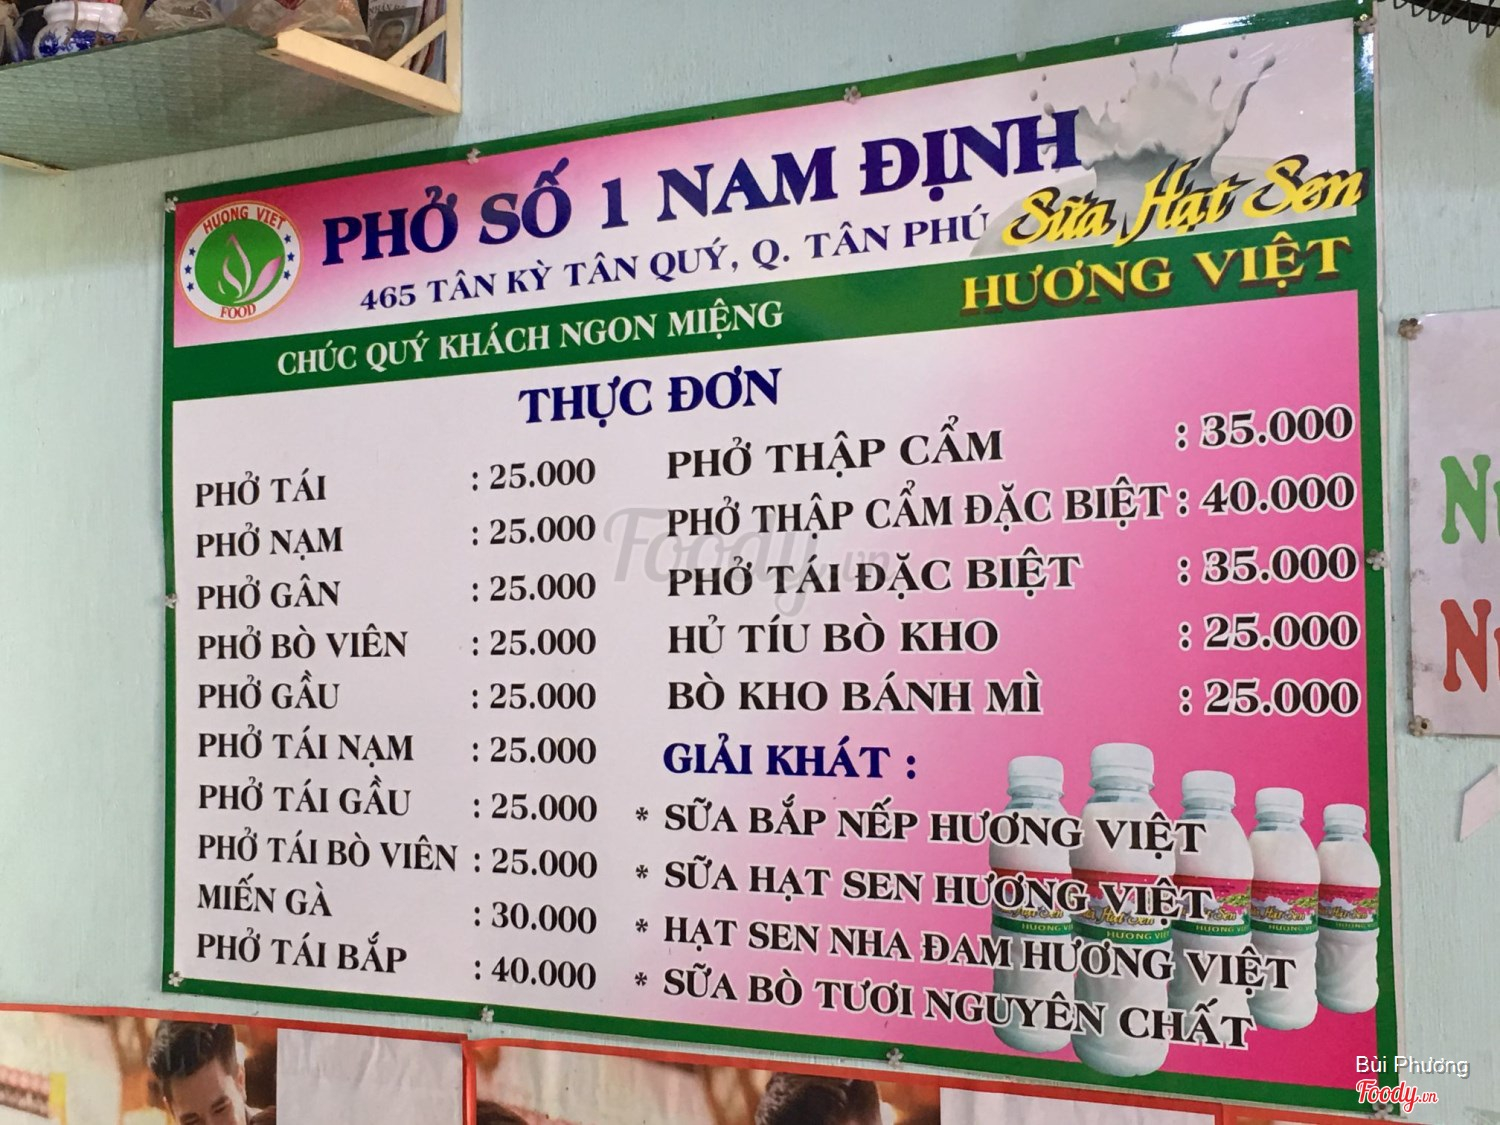 HƯƠNG VIỆT
FOOD
PHỞ SỐ 1 NAM ĐỊNH
465 TÂN KỲ TÂN QUÝ, Q. TÂN PHÚ
Sữa Hạt Sen
HƯƠNG VIỆT
CHÚC QUÝ KHÁCH NGON MIỆNG
THỰC ĐƠN
PHỞ TÁI : 25.000
PHỞ NẠM : 25.000
PHỞ GÂN : 25.000
PHỞ BÒ VIÊN : 25.000
PHỞ GẦU : 25.000
PHỞ TÁI NẠM : 25.000
PHỞ TÁI GẦU : 25.000
PHỞ TÁI BÒ VIÊN : 25.000
MIẾN GÀ : 30.000
PHỞ TÁI BẮP : 40.000
PHỞ THẬP CẨM : 35.000
PHỞ THẬP CẨM ĐẶC BIỆT : 40.000
PHỞ TÁI ĐẶC BIỆT : 35.000
HỦ TÍU BÒ KHO : 25.000
BÒ KHO BÁNH MÌ : 25.000
GIẢI KHÁT :
* SỮA BẮP NẾP HƯƠNG VIỆT
* SỮA HẠT SEN HƯƠNG VIỆT
* HẠT SEN NHA ĐAM HƯƠNG VIỆT
* SỮA BÒ TƯƠI NGUYÊN CHẤT
Foody.vn
Bùi Phương
Foody.vn